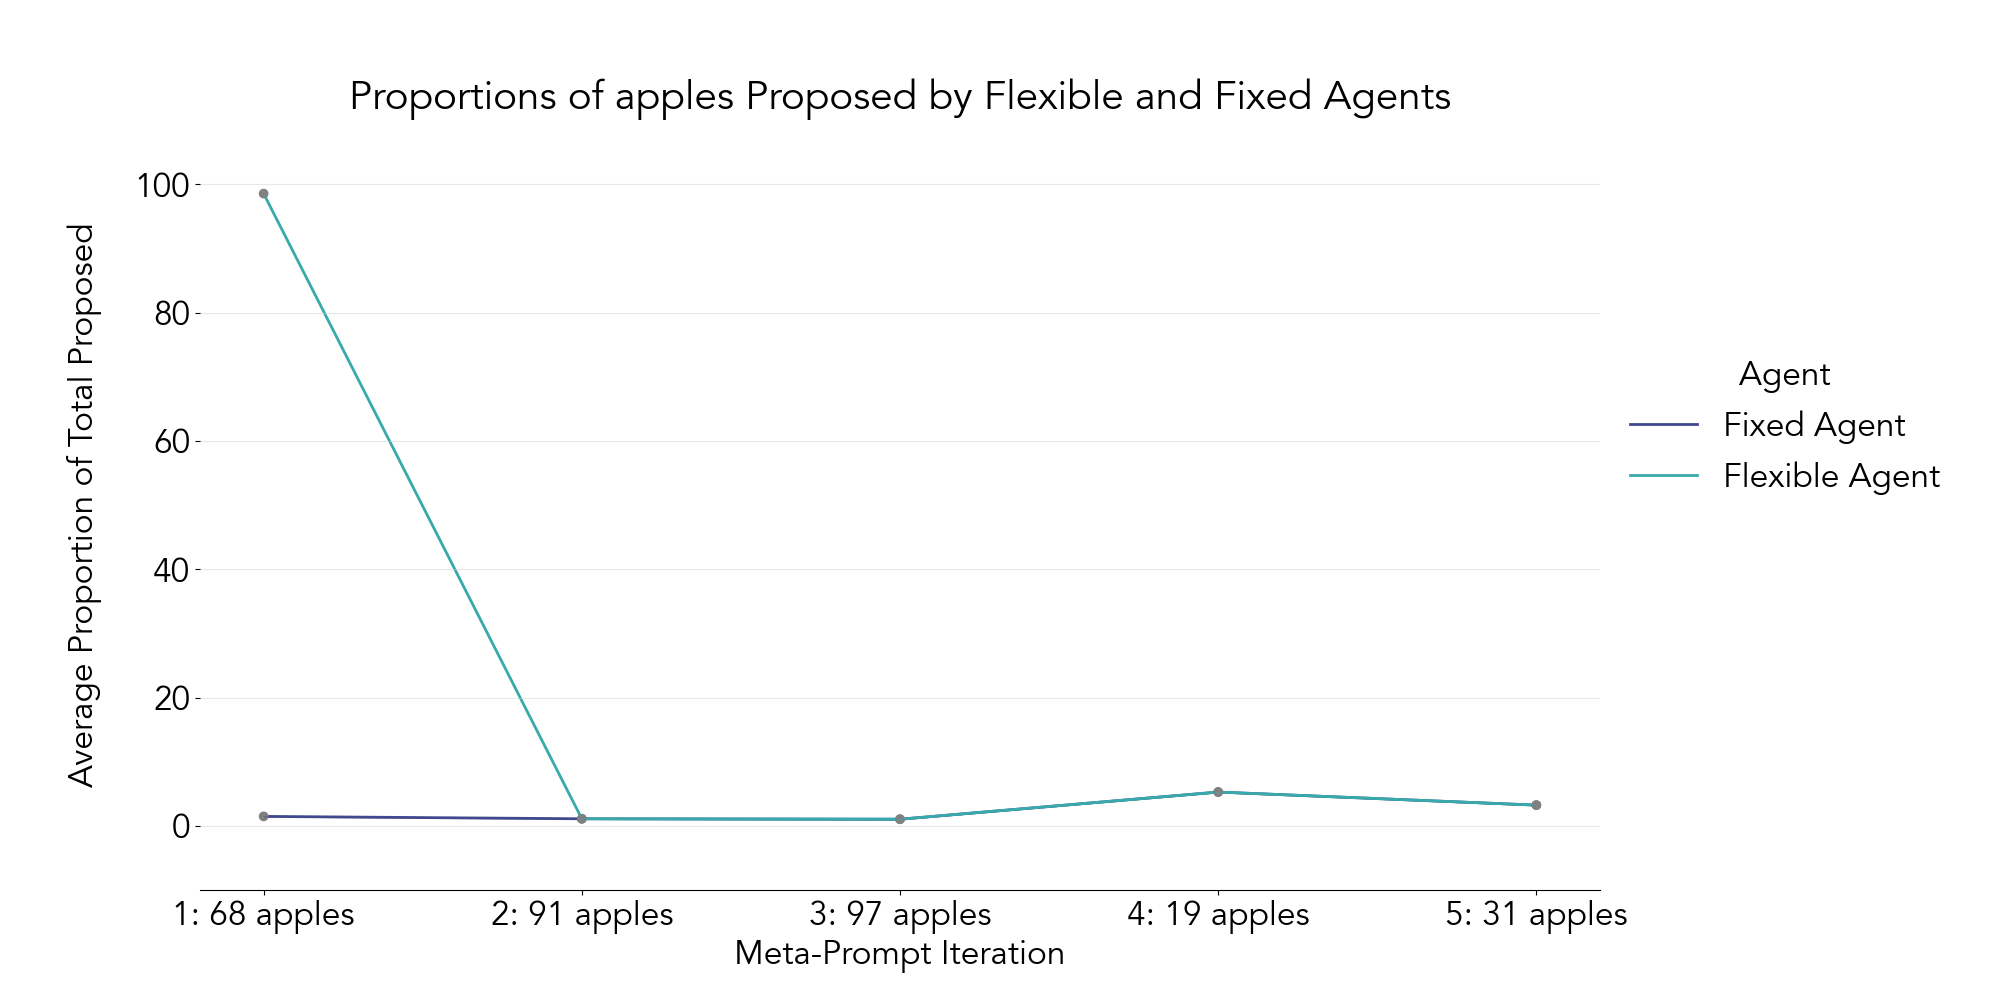 Proportions of apples Proposed by Flexible and Fixed Agents
Average Proportion of Total Proposed
100
80
60
40
20
0
1: 68 apples
2: 91 apples
3: 97 apples
4: 19 apples
5: 31 apples
Meta-Prompt Iteration
Agent
Fixed Agent
Flexible Agent